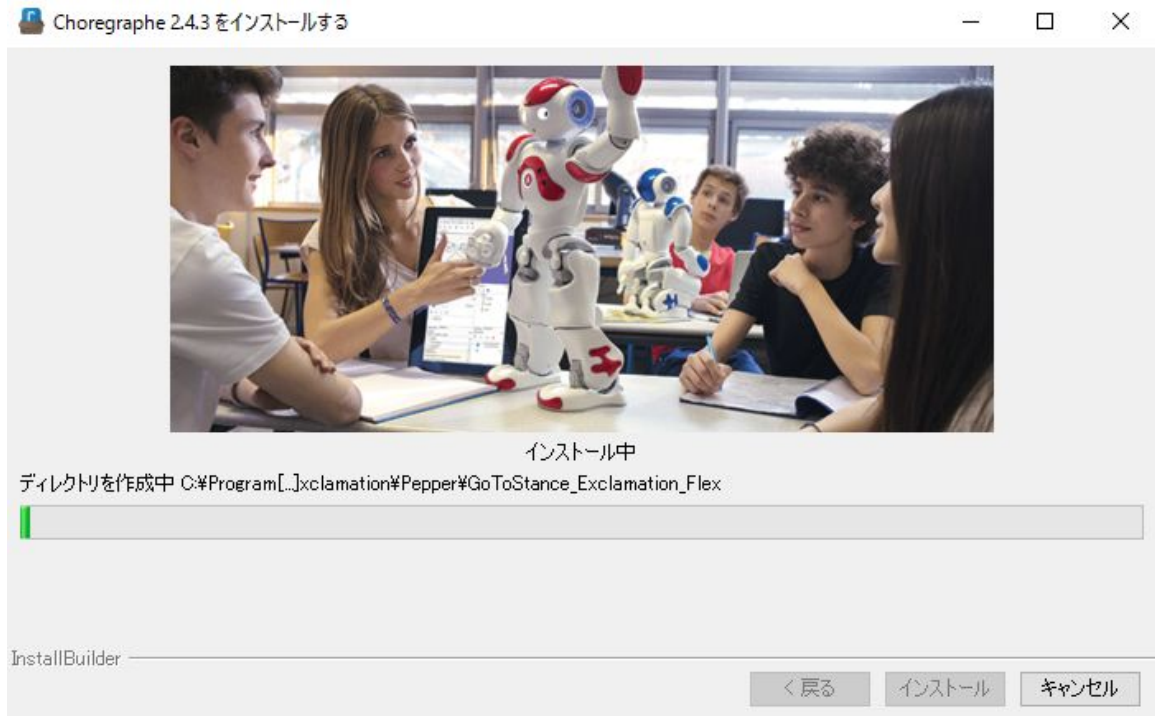 Choregraphe 2.4.3 をインストールする
インストール中
ディレクトリを作成中 C:¥Program[...]xclamation¥Pepper¥GoToStance_Exclamation_Flex
InstallBuilder
< 戻る
インストール
キャンセル